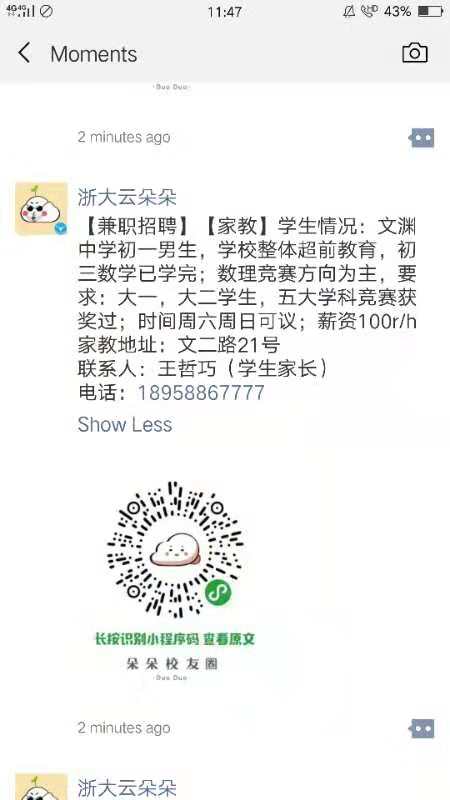 4G 4G
11:47
HD
43%
Moments
Duo Duo
2 minutes ago
浙大云朵朵
【兼职招聘】【家教】学生情况：文渊
中学初一男生，学校整体超前教育，初
三数学已学完；数理竞赛方向为主，要
求：大一，大二学生，五大学科竞赛获
奖过；时间周六周日可议；薪资100r/h
家教地址：文二路21号
联系人：王哲巧（学生家长）
电话：18958867777
Show Less
长按识别小程序码 查看原文
朵朵校友圈
Duo Duo
2 minutes ago
浙大云朵朵